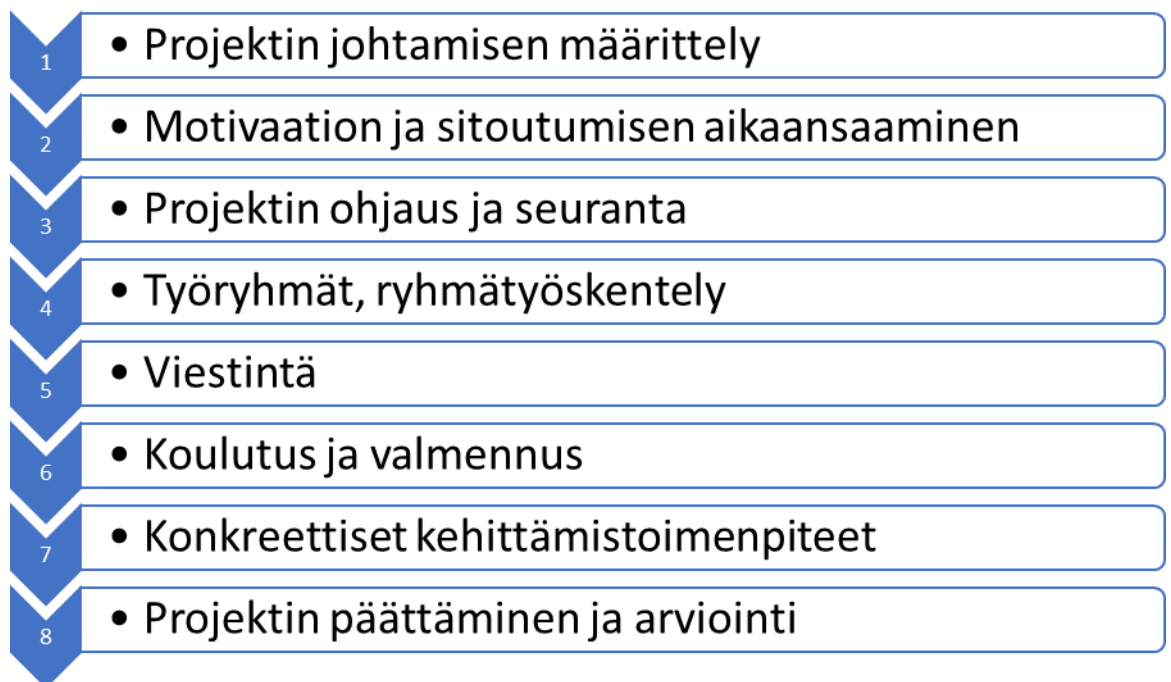 1
• Projektin johtamisen määrittely
2
• Motivaation ja sitoutumisen aikaansaaminen
3
• Projektin ohjaus ja seuranta
4
• Työryhmät, ryhmätyöskentely
5
• Viestintä
6
• Koulutus ja valmennus
7
• Konkreettiset kehittämistoimenpiteet
8
• Projektin päättäminen ja arviointi